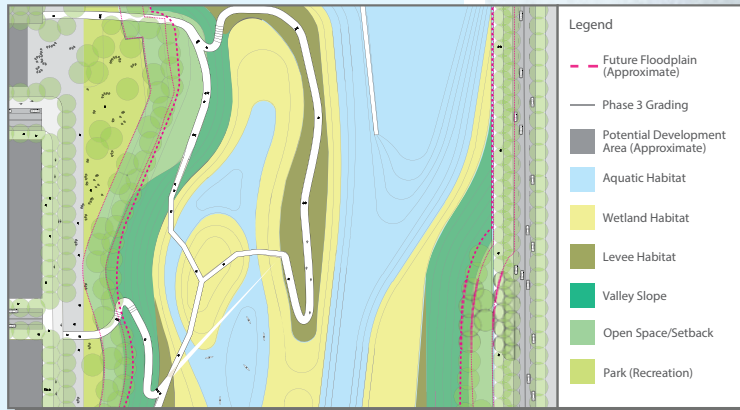 Legend
Future Floodplain
(Approximate)
Phase 3 Grading
Potential Development
Area (Approximate)
Aquatic Habitat
Wetland Habitat
Levee Habitat
Valley Slope
Open Space/Setback
Park (Recreation)